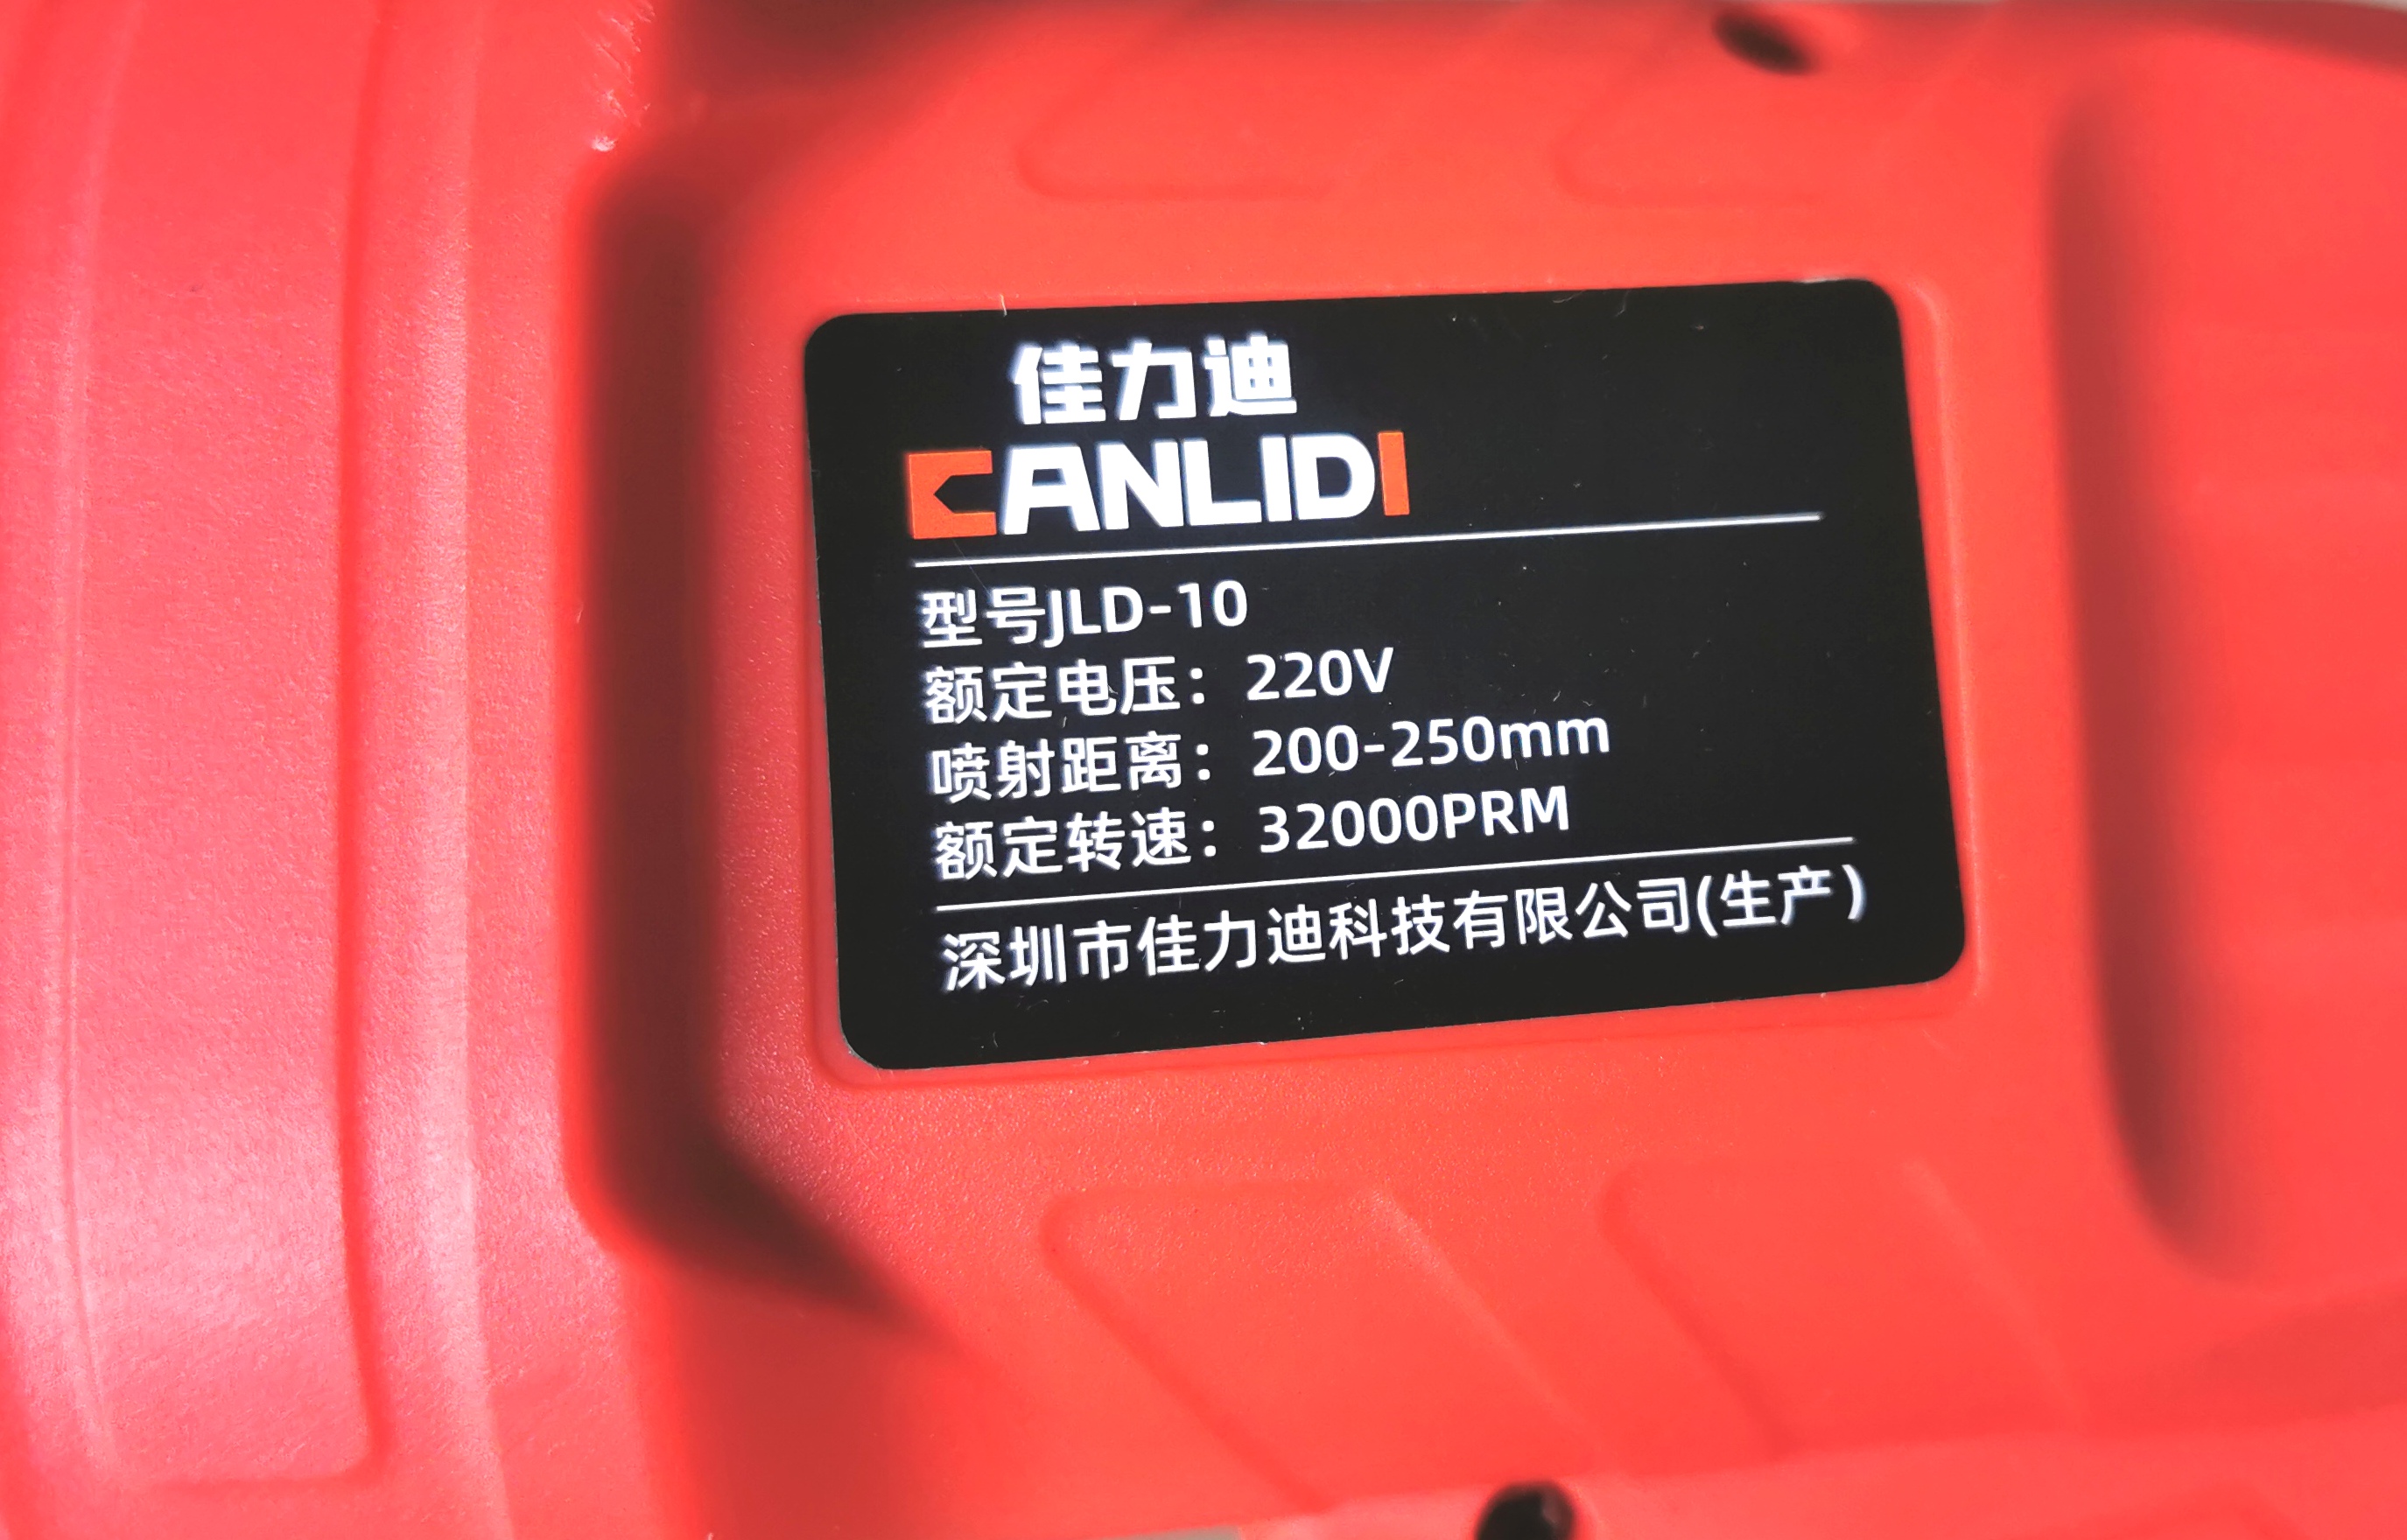 佳力迪
CANLIDI
型号JLD-10
额定电压：220V
喷射距离：200-250mm
额定转速：32000PRM
深圳市佳力迪科技有限公司(生产)